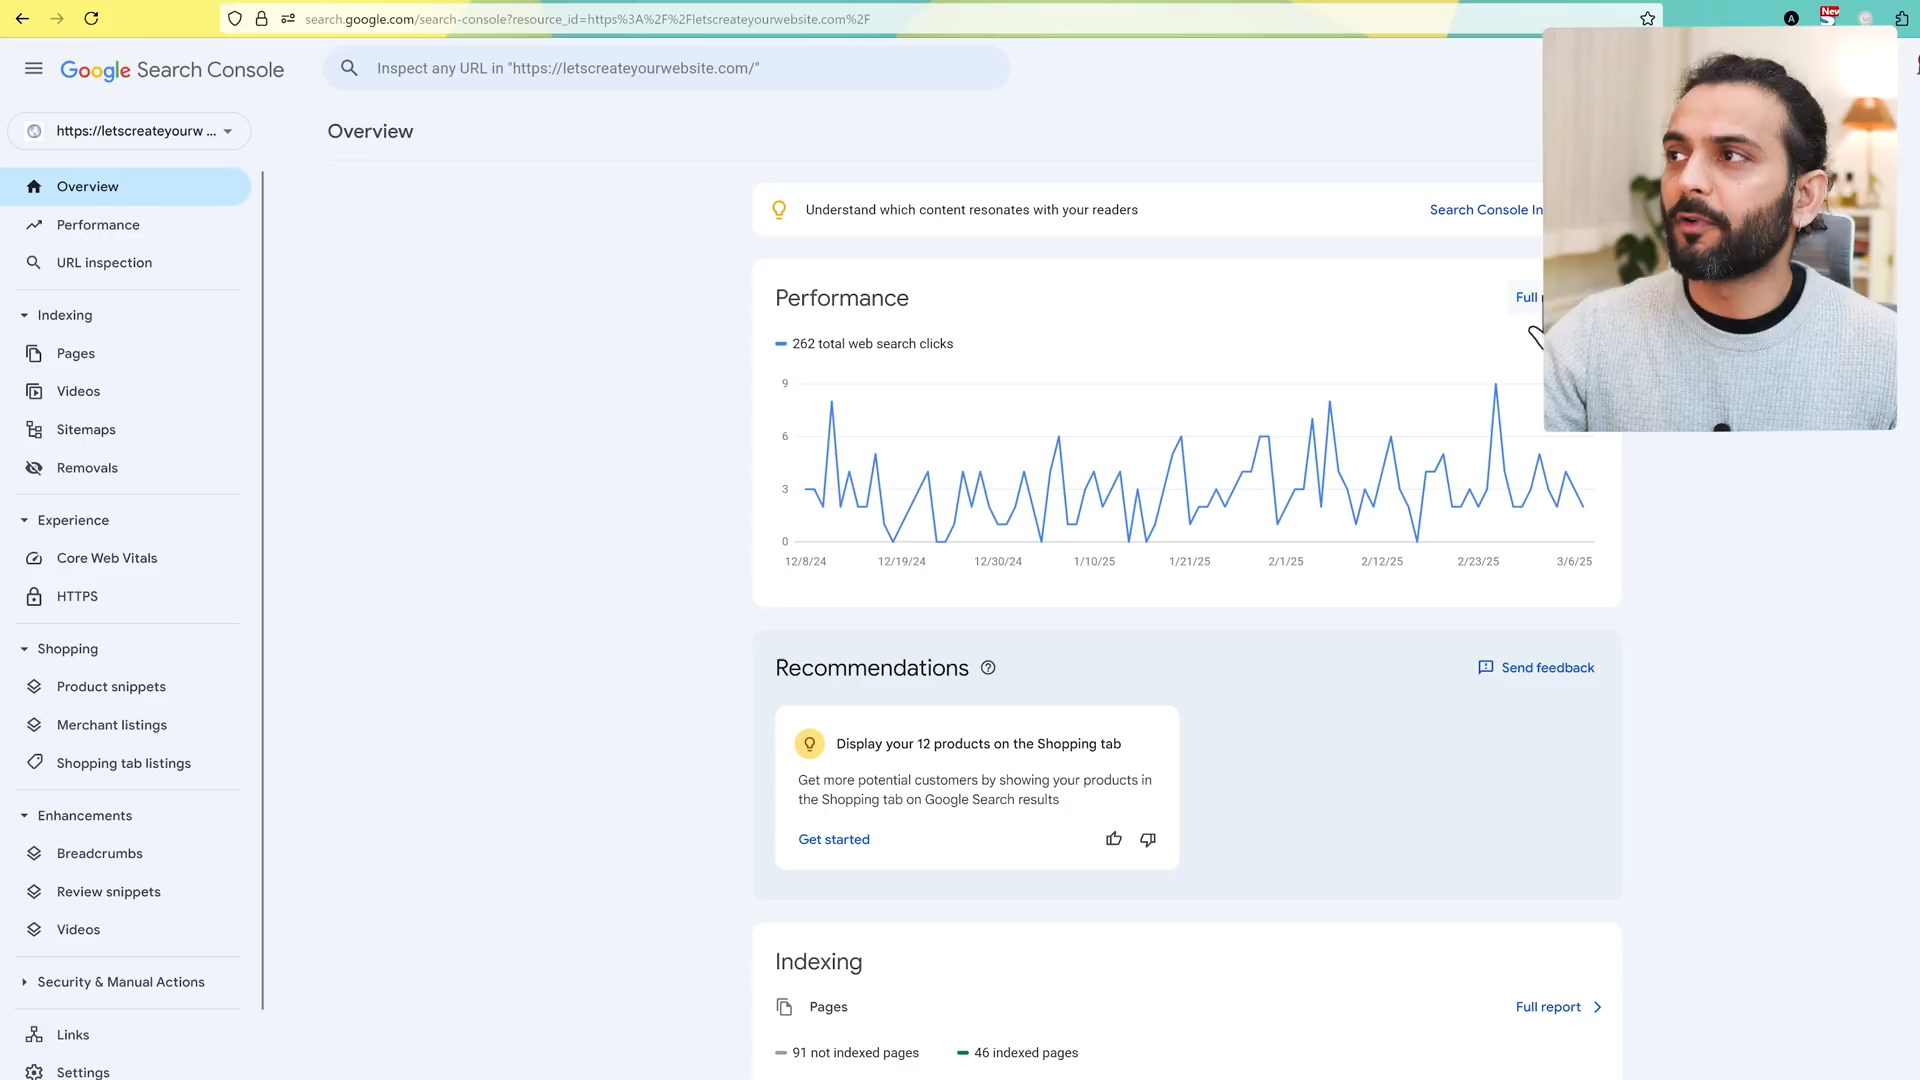 search.google.com/search-console?resource_id=https%3A%2F%2Fletscreateyourwebsite.com%2F
New
A
Google Search Console
Inspect any URL in "https://letscreateyourwebsite.com/"
https://letscreateyourw ...
Overview
Overview
Performance
URL inspection
Indexing
Pages
Videos
Sitemaps
Removals
Experience
Core Web Vitals
HTTPS
Shopping
Product snippets
Merchant listings
Shopping tab listings
Enhancements
Breadcrumbs
Review snippets
Videos
Security & Manual Actions
Links
Settings
Understand which content resonates with your readers
Search Console In
Performance
Full
262 total web search clicks
9
6
3
0
12/8/24 12/19/24 12/30/24 1/10/25 1/21/25 2/1/25 2/12/25 2/23/25 3/6/25
Recommendations
Send feedback
Display your 12 products on the Shopping tab
Get more potential customers by showing your products in
the Shopping tab on Google Search results
Get started
Indexing
Pages
Full report
91 not indexed pages
46 indexed pages